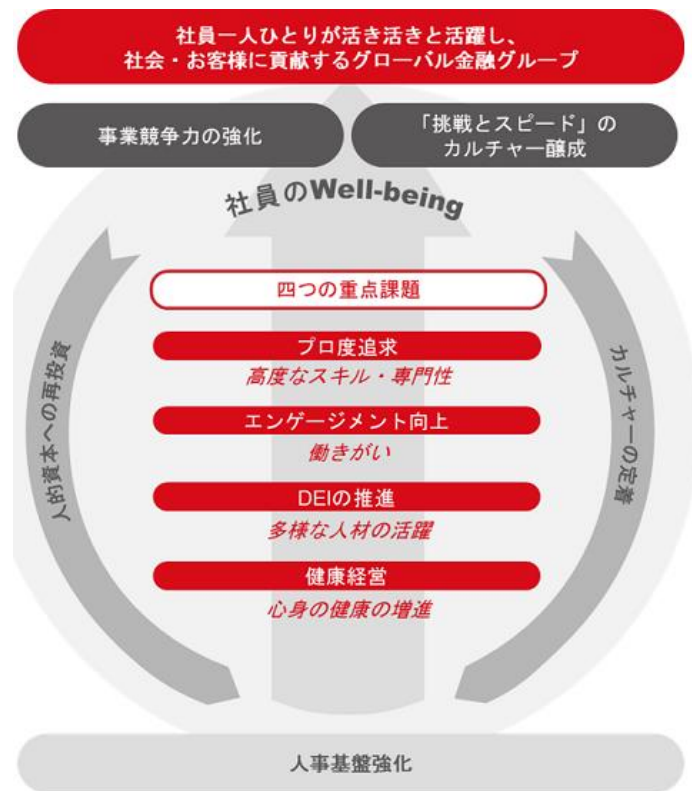 社員一人ひとりが活き活きと活躍し、
社会・お客様に貢献するグローバル金融グループ
事業競争力の強化
「挑戦とスピード」の
カルチャー醸成
社員のWell-being
四つの重点課題
プロ度追求
高度なスキル・専門性
エンゲージメント向上
働きがい
DEIの推進
多様な人材の活躍
健康経営
心身の健康の増進
人的資本への再投資
カルチャーの定着
人事基盤強化